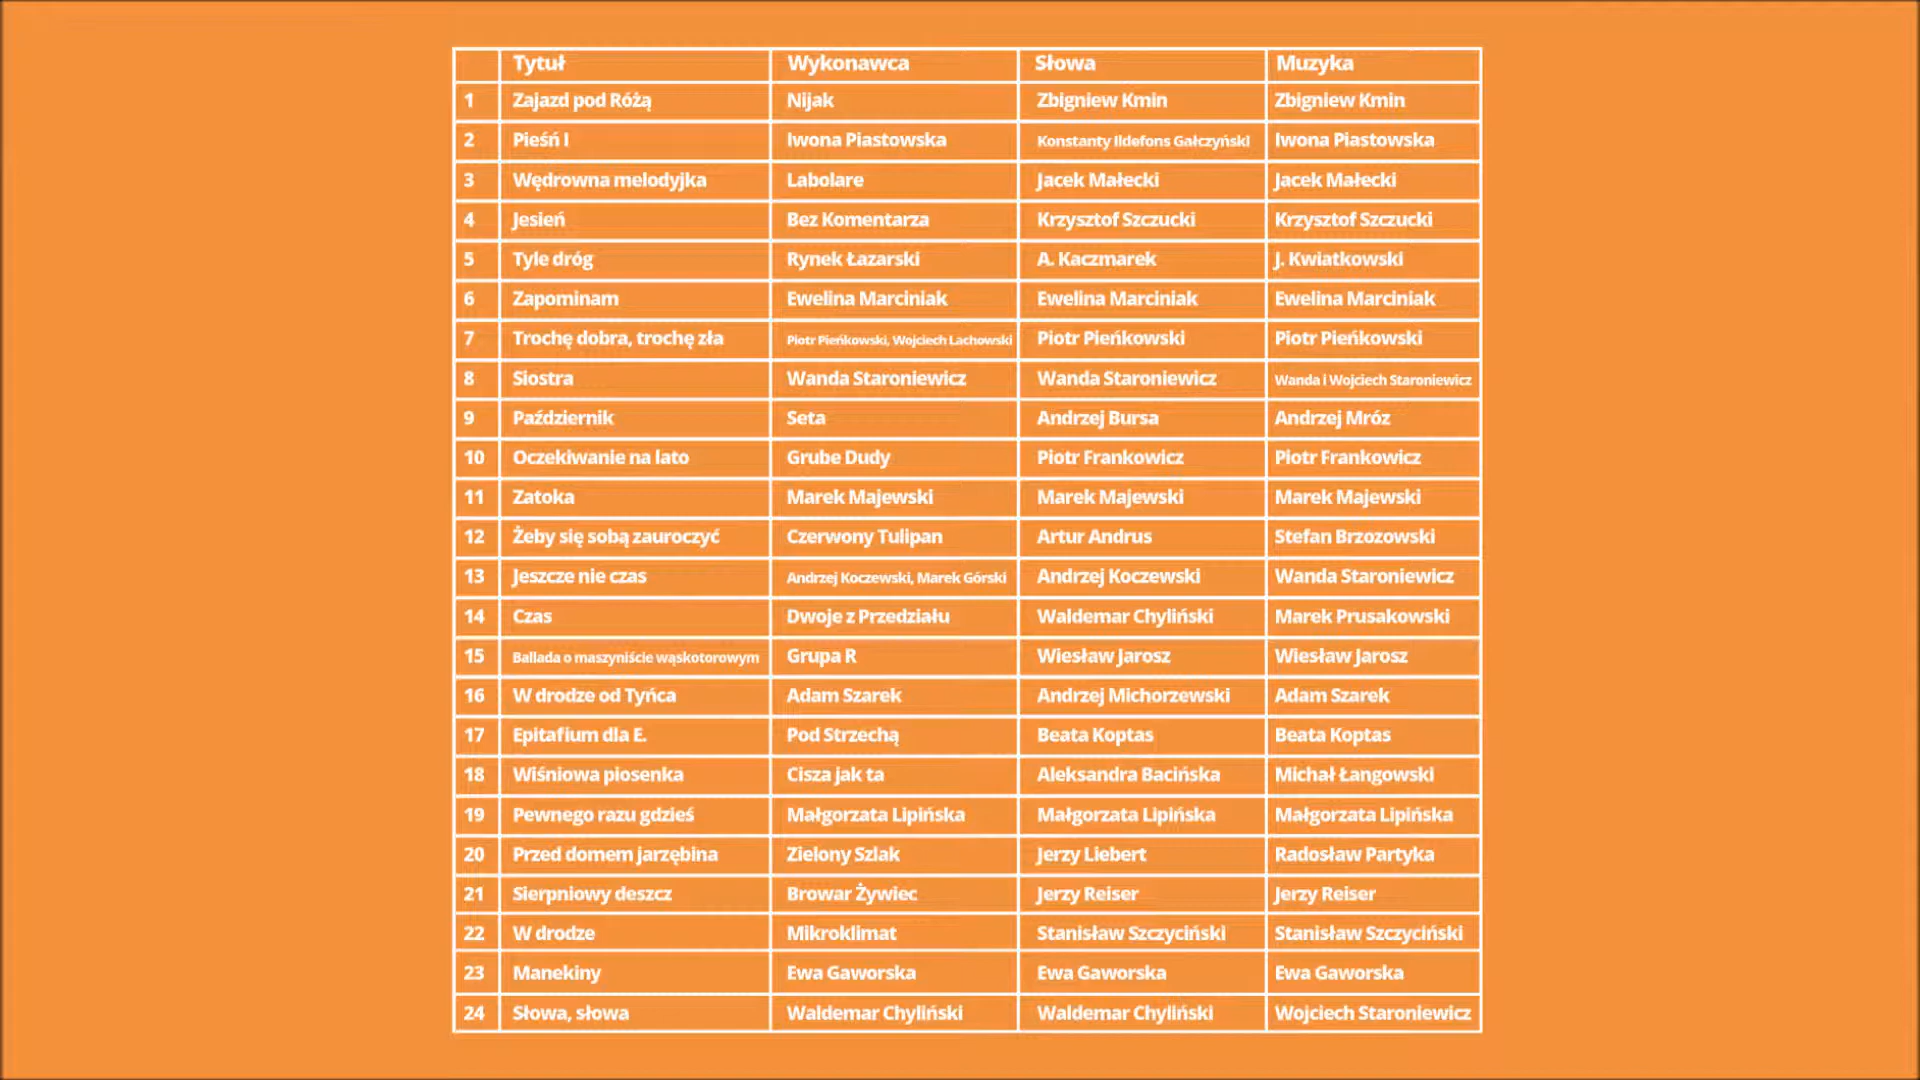 Tytuł Wykonawca Słowa Muzyka
1 Zajazd pod Różą Nijak Zbigniew Kmin Zbigniew Kmin
2 Pieśń I Iwona Piastowska Konstanty Ildefons Gałczyński Iwona Piastowska
3 Wędrowna melodyjka Labolare Jacek Małecki Jacek Małecki
4 Jesień Bez Komentarza Krzysztof Szczucki Krzysztof Szczucki
5 Tyle dróg Rynek Łazarski A. Kaczmarek J. Kwiatkowski
6 Zapominam Ewelina Marciniak Ewelina Marciniak Ewelina Marciniak
7 Trochę dobra, trochę zła Piotr Pieńkowski, Wojciech Lachowski Piotr Pieńkowski Piotr Pieńkowski
8 Siostra Wanda Staroniewicz Wanda Staroniewicz Wanda i Wojciech Staroniewicz
9 Październik Seta Andrzej Bursa Andrzej Mróz
10 Oczekiwanie na lato Grube Dudy Piotr Frankowicz Piotr Frankowicz
11 Zatoka Marek Majewski Marek Majewski Marek Majewski
12 Żeby się sobą zauroczyć Czerwony Tulipan Artur Andrus Stefan Brzozowski
13 Jeszcze nie czas Andrzej Koczewski, Marek Górski Andrzej Koczewski Wanda Staroniewicz
14 Czas Dwoje z Przedziału Waldemar Chyliński Marek Prusakowski
15 Ballada o maszyniście wąskotorowym Grupa R Wiesław Jarosz Wiesław Jarosz
16 W drodze od Tyńca Adam Szarek Andrzej Michorzewski Adam Szarek
17 Epitafium dla E. Pod Strzechą Beata Koptas Beata Koptas
18 Wiśniowa piosenka Cisza jak ta Aleksandra Bacińska Michał Łangowski
19 Pewnego razu gdzieś Małgorzata Lipińska Małgorzata Lipińska Małgorzata Lipińska
20 Przed domem jarzębina Zielony Szlak Jerzy Liebert Radosław Partyka
21 Sierpniowy deszcz Browar Żywiec Jerzy Reiser Jerzy Reiser
22 W drodze Mikroklimat Stanisław Szczyciński Stanisław Szczyciński
23 Manekiny Ewa Gaworska Ewa Gaworska Ewa Gaworska
24 Słowa, słowa Waldemar Chyliński Waldemar Chyliński Wojciech Staroniewicz